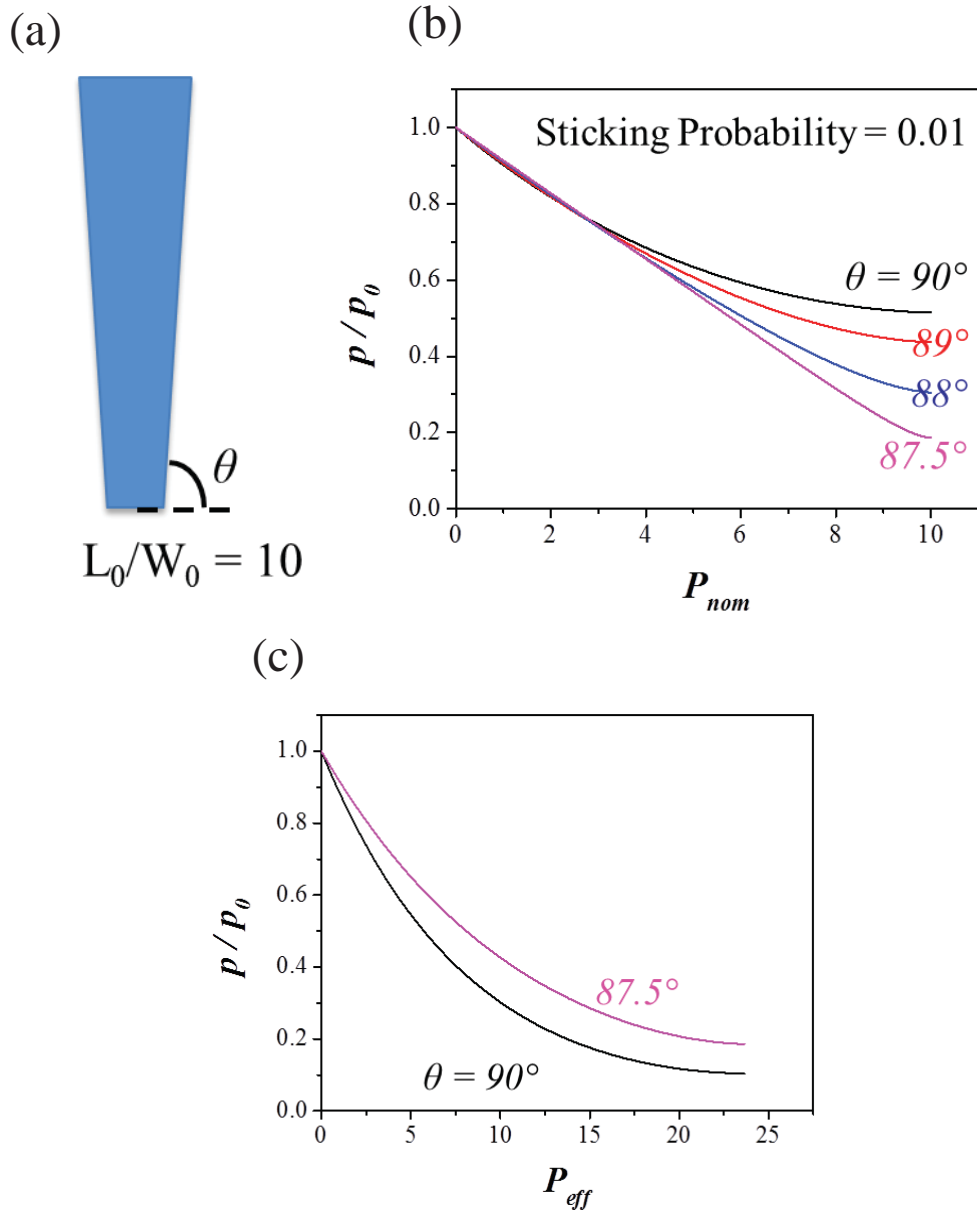 (a)
θ
L₀/W₀ = 10
(b)
Sticking Probability = 0.01
1.0
0.8
0.6
0.4
0.2
0.0
p / p₀
θ = 90°
89°
88°
87.5°
0 2 4 6 8 10
Pₙₒₘ
(c)
1.0
0.8
0.6
0.4
0.2
0.0
p / p₀
87.5°
θ = 90°
0 5 10 15 20 25
P_eff